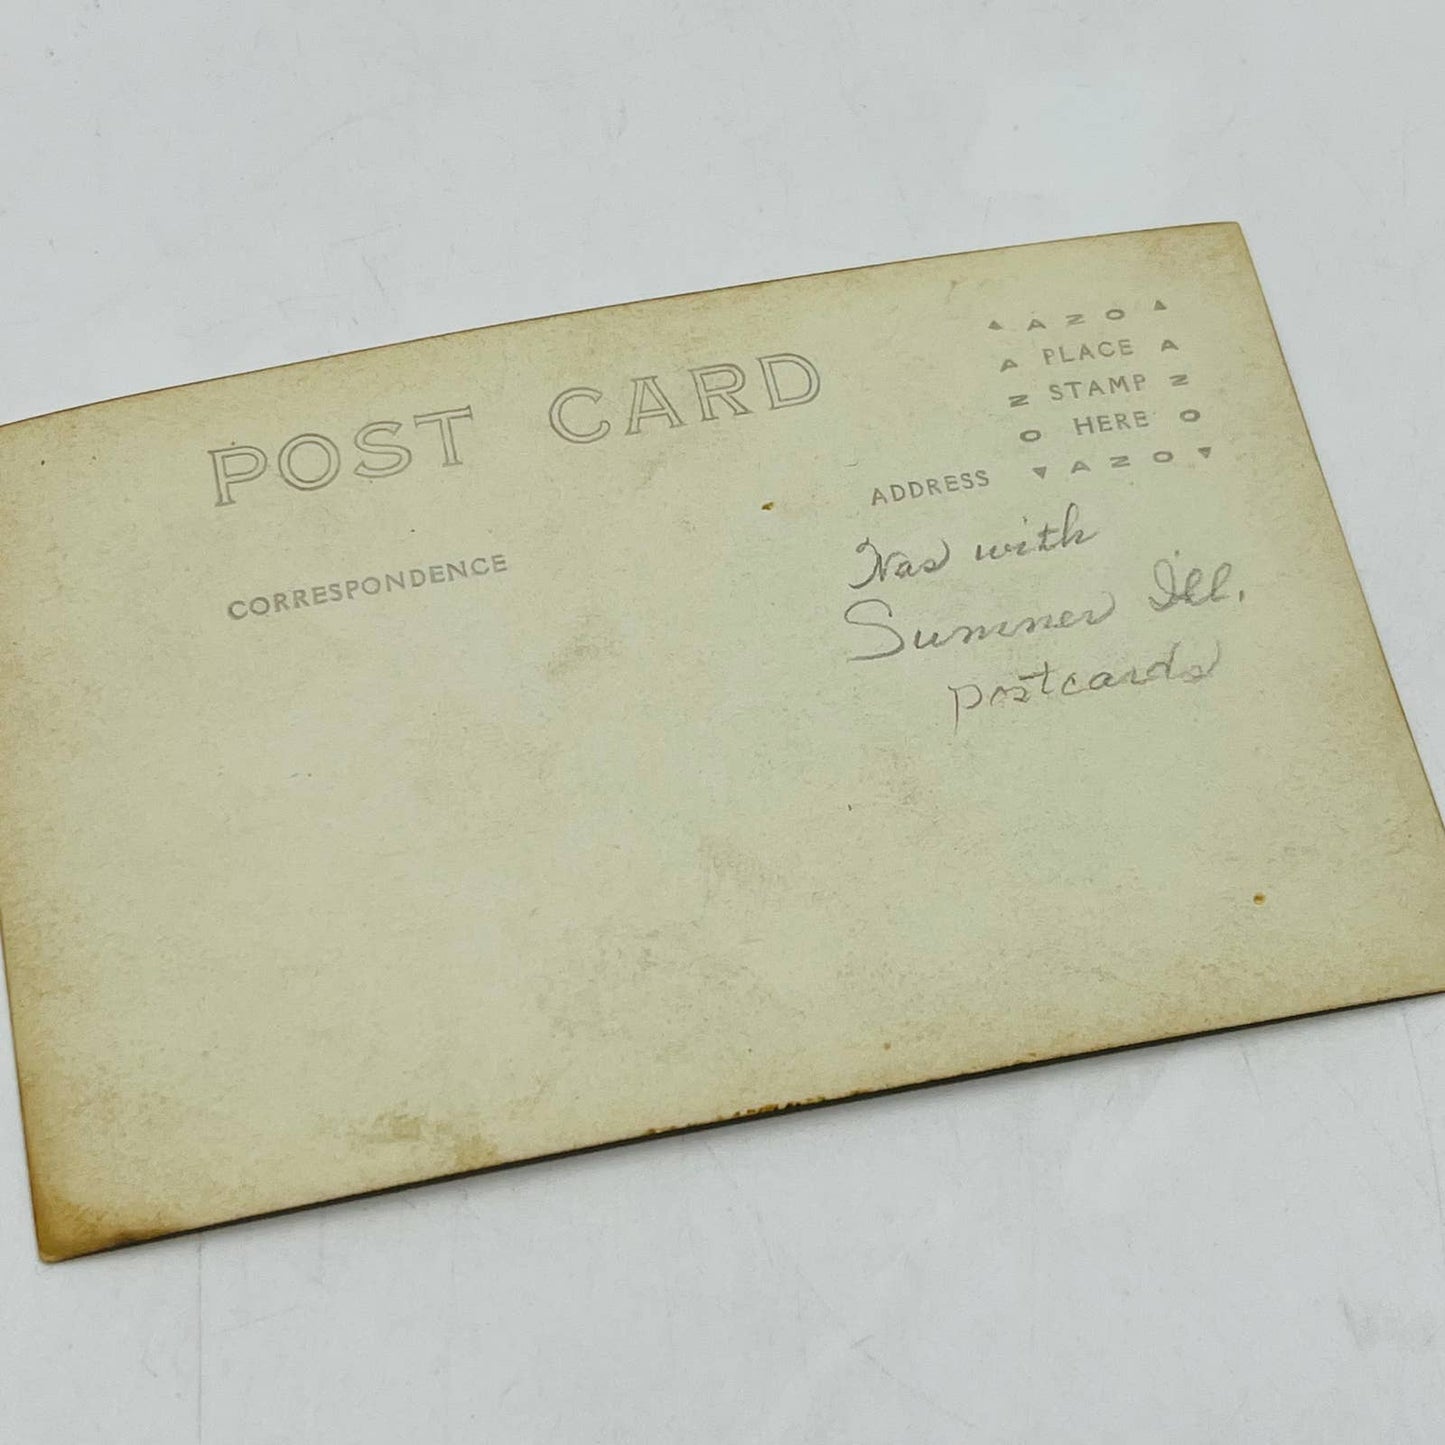 POST CARD
CORRESPONDENCE
▲ AZO ▲
A PLACE A
Z STAMP Z
O HERE O
▼ AZO ▼
ADDRESS
Was with
Sumner Ill.
postcards